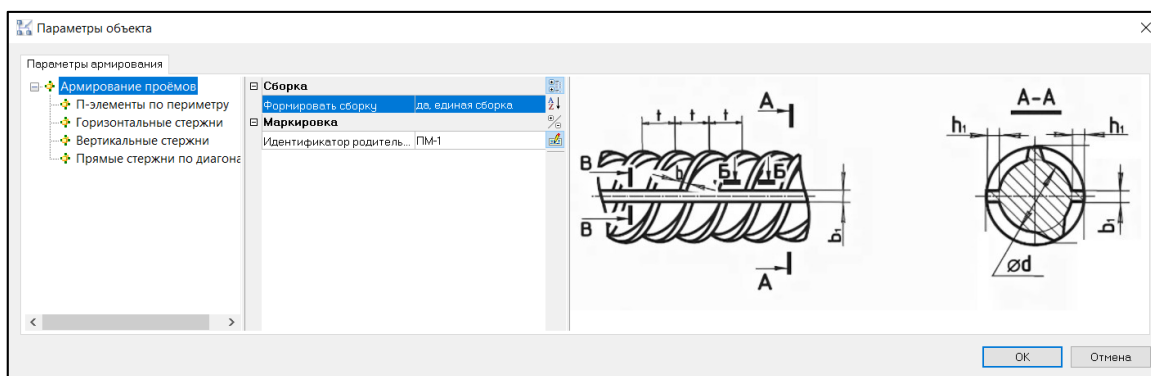 Параметры объекта
Параметры армирования
Армирование проёмов
П-элементы по периметру
Горизонтальные стержни
Вертикальные стержни
Прямые стержни по диагона
Сборка
Формировать сборку да, единая сборка
Маркировка
Идентификатор родитель... ПМ-1
А
t t t
В
b
Б Б
В
b₁
А
А-А
h₁ h₁
b₁
Ød
ОК Отмена